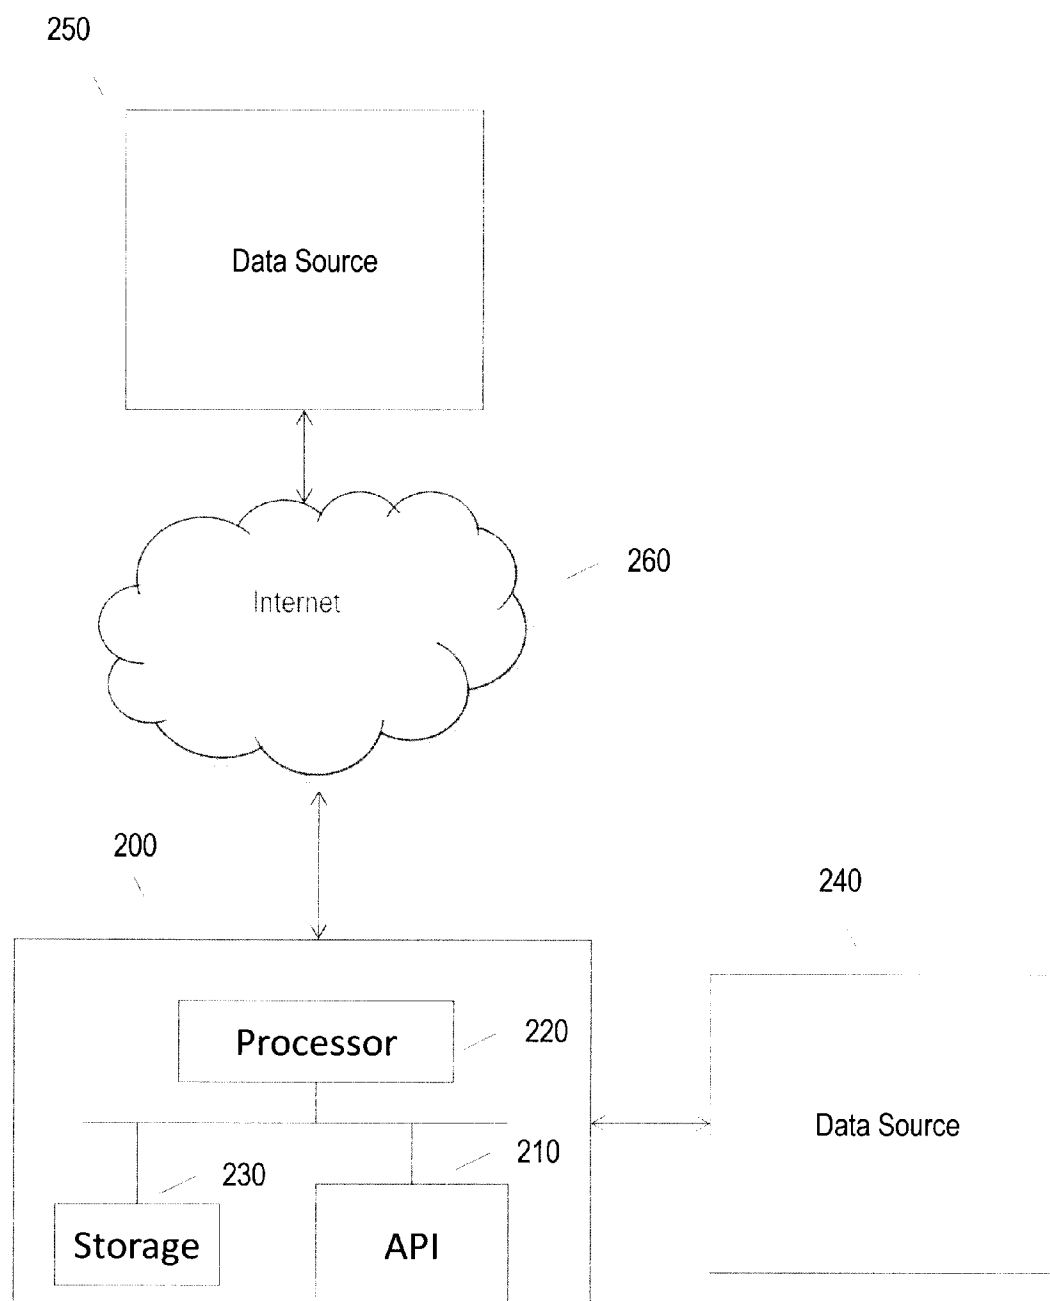 250
Data Source
260
Internet
200
240
Processor
220
Data Source
210
230
Storage
API